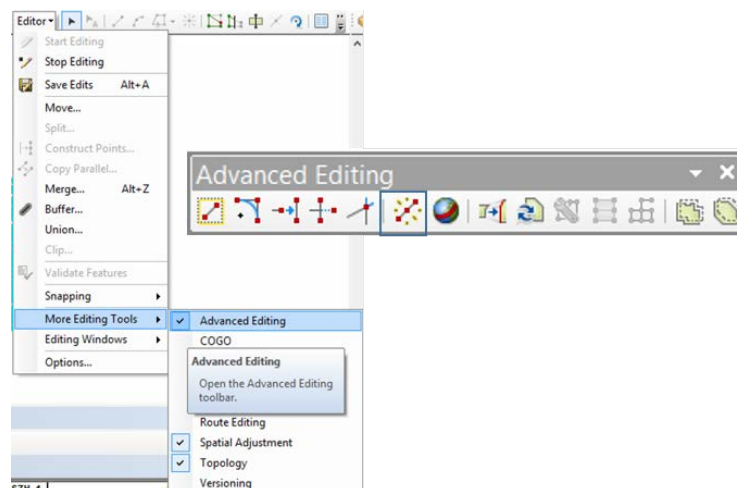 Editor
Start Editing
Stop Editing
Save Edits Alt+A
Move...
Split...
Construct Points...
Copy Parallel...
Merge... Alt+Z
Buffer...
Union...
Clip...
Validate Features
Snapping
More Editing Tools
Editing Windows
Options...
Advanced Editing
Advanced Editing
COGO
Advanced Editing
Open the Advanced Editing
toolbar.
Route Editing
Spatial Adjustment
Topology
Versioning